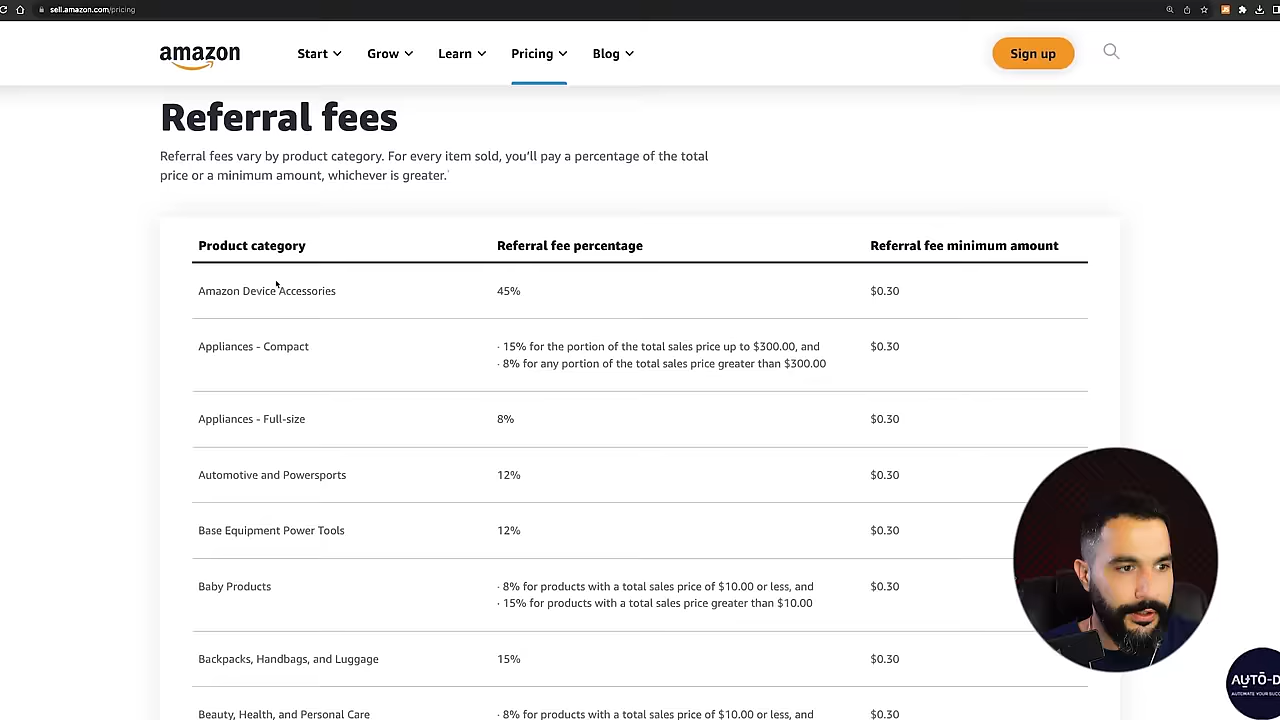 sell.amazon.com/pricing
amazon
Start
Grow
Learn
Pricing
Blog
Sign up
Referral fees
Referral fees vary by product category. For every item sold, you'll pay a percentage of the total
price or a minimum amount, whichever is greater.
Product category
Referral fee percentage
Referral fee minimum amount
Amazon Device Accessories
45%
$0.30
Appliances - Compact
· 15% for the portion of the total sales price up to $300.00, and
· 8% for any portion of the total sales price greater than $300.00
$0.30
Appliances - Full-size
8%
$0.30
Automotive and Powersports
12%
$0.30
Base Equipment Power Tools
12%
$0.30
Baby Products
· 8% for products with a total sales price of $10.00 or less, and
· 15% for products with a total sales price greater than $10.00
$0.30
Backpacks, Handbags, and Luggage
15%
$0.30
Beauty, Health, and Personal Care
· 8% for products with a total sales price of $10.00 or less, and
$0.30
AUTŌ-D
AUTOMATE YOUR